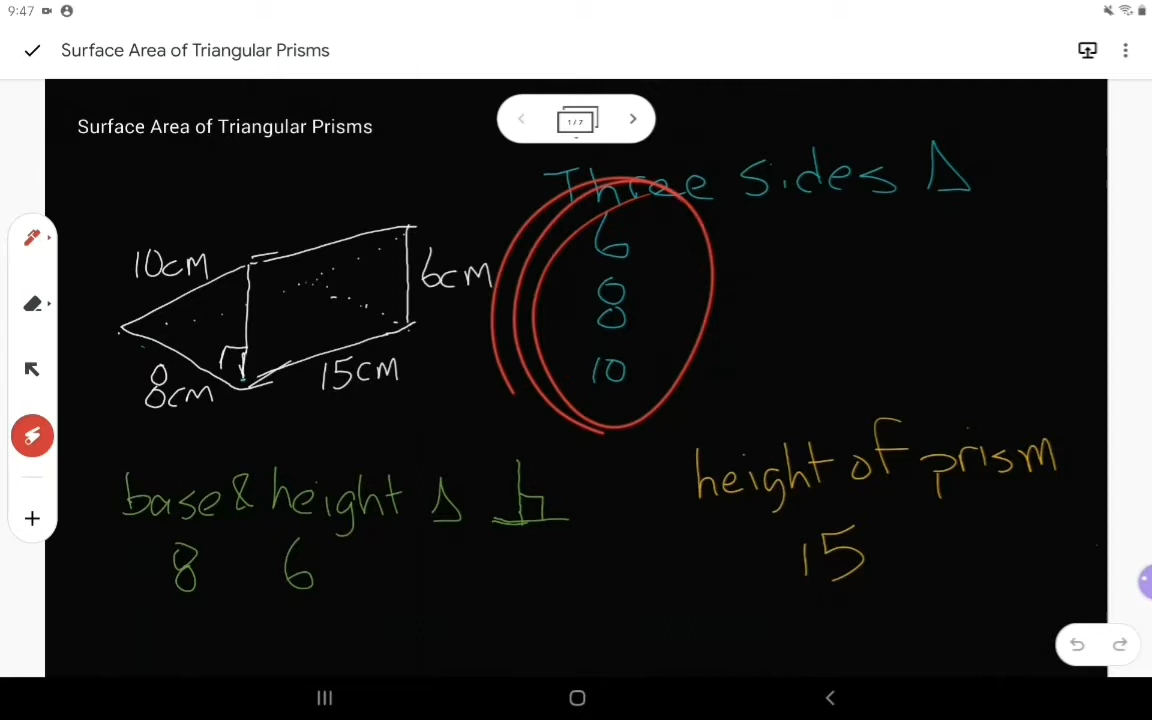 9:47
Surface Area of Triangular Prisms
Surface Area of Triangular Prisms
1/7
Three sides Δ
6
8
10
10cm
6cm
8cm
15cm
base & height Δ
8 6
height of prism
15